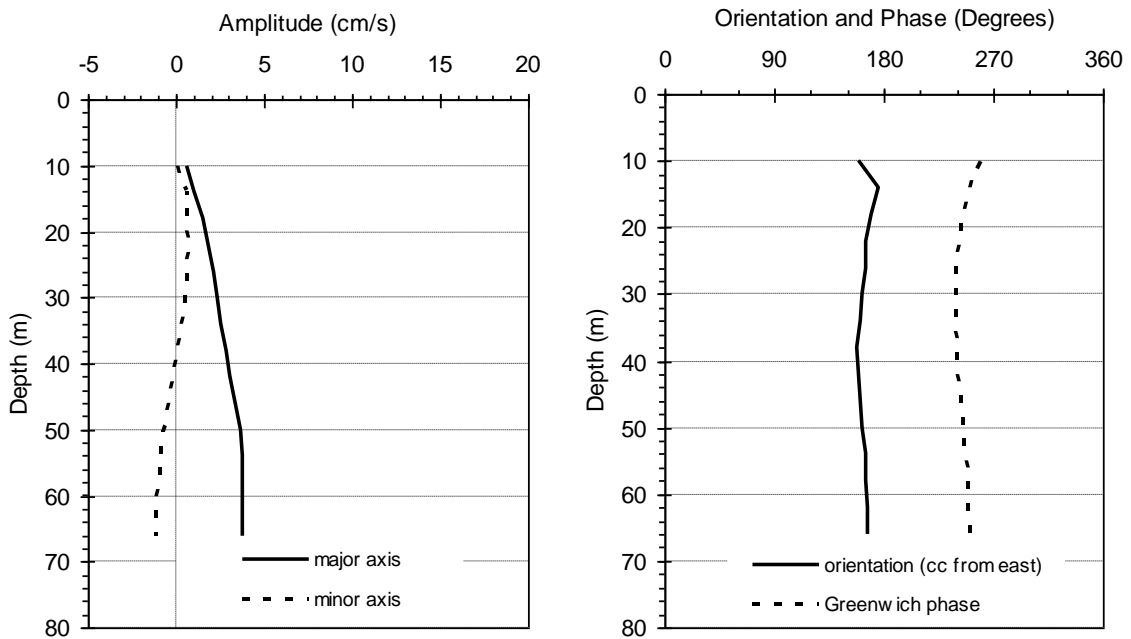 Amplitude (cm/s)
-5 0 5 10 15 20
0
10
20
30
40
50
60
70
80
Depth (m)
major axis
minor axis
Orientation and Phase (Degrees)
0 90 180 270 360
0
10
20
30
40
50
60
70
80
Depth (m)
orientation (cc from east)
Greenwich phase